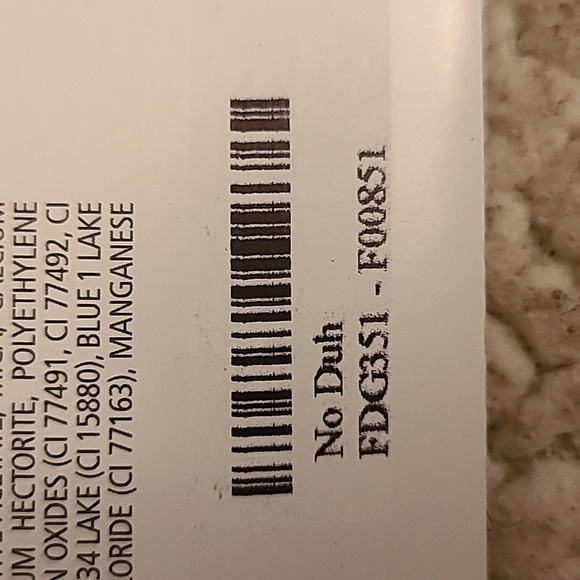 UM HECTORITE, POLYETHYLENE
N OXIDES (CI 77491, CI 77492, CI
34 LAKE (CI 15880), BLUE 1 LAKE
LORIDE (CI 77163), MANGANESE
No Duh
FDG351 - F00851